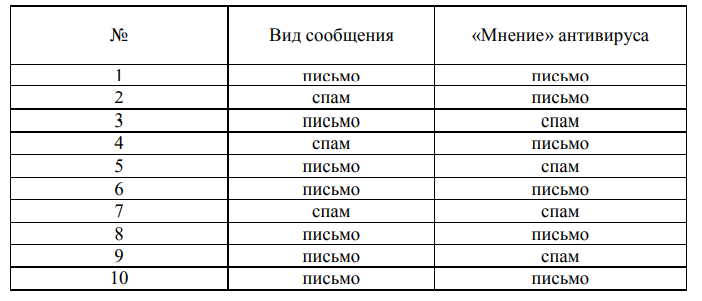 № Вид сообщения «Мнение» антивируса
1 письмо письмо
2 спам письмо
3 письмо спам
4 спам письмо
5 письмо спам
6 письмо письмо
7 спам спам
8 письмо письмо
9 письмо спам
10 письмо письмо